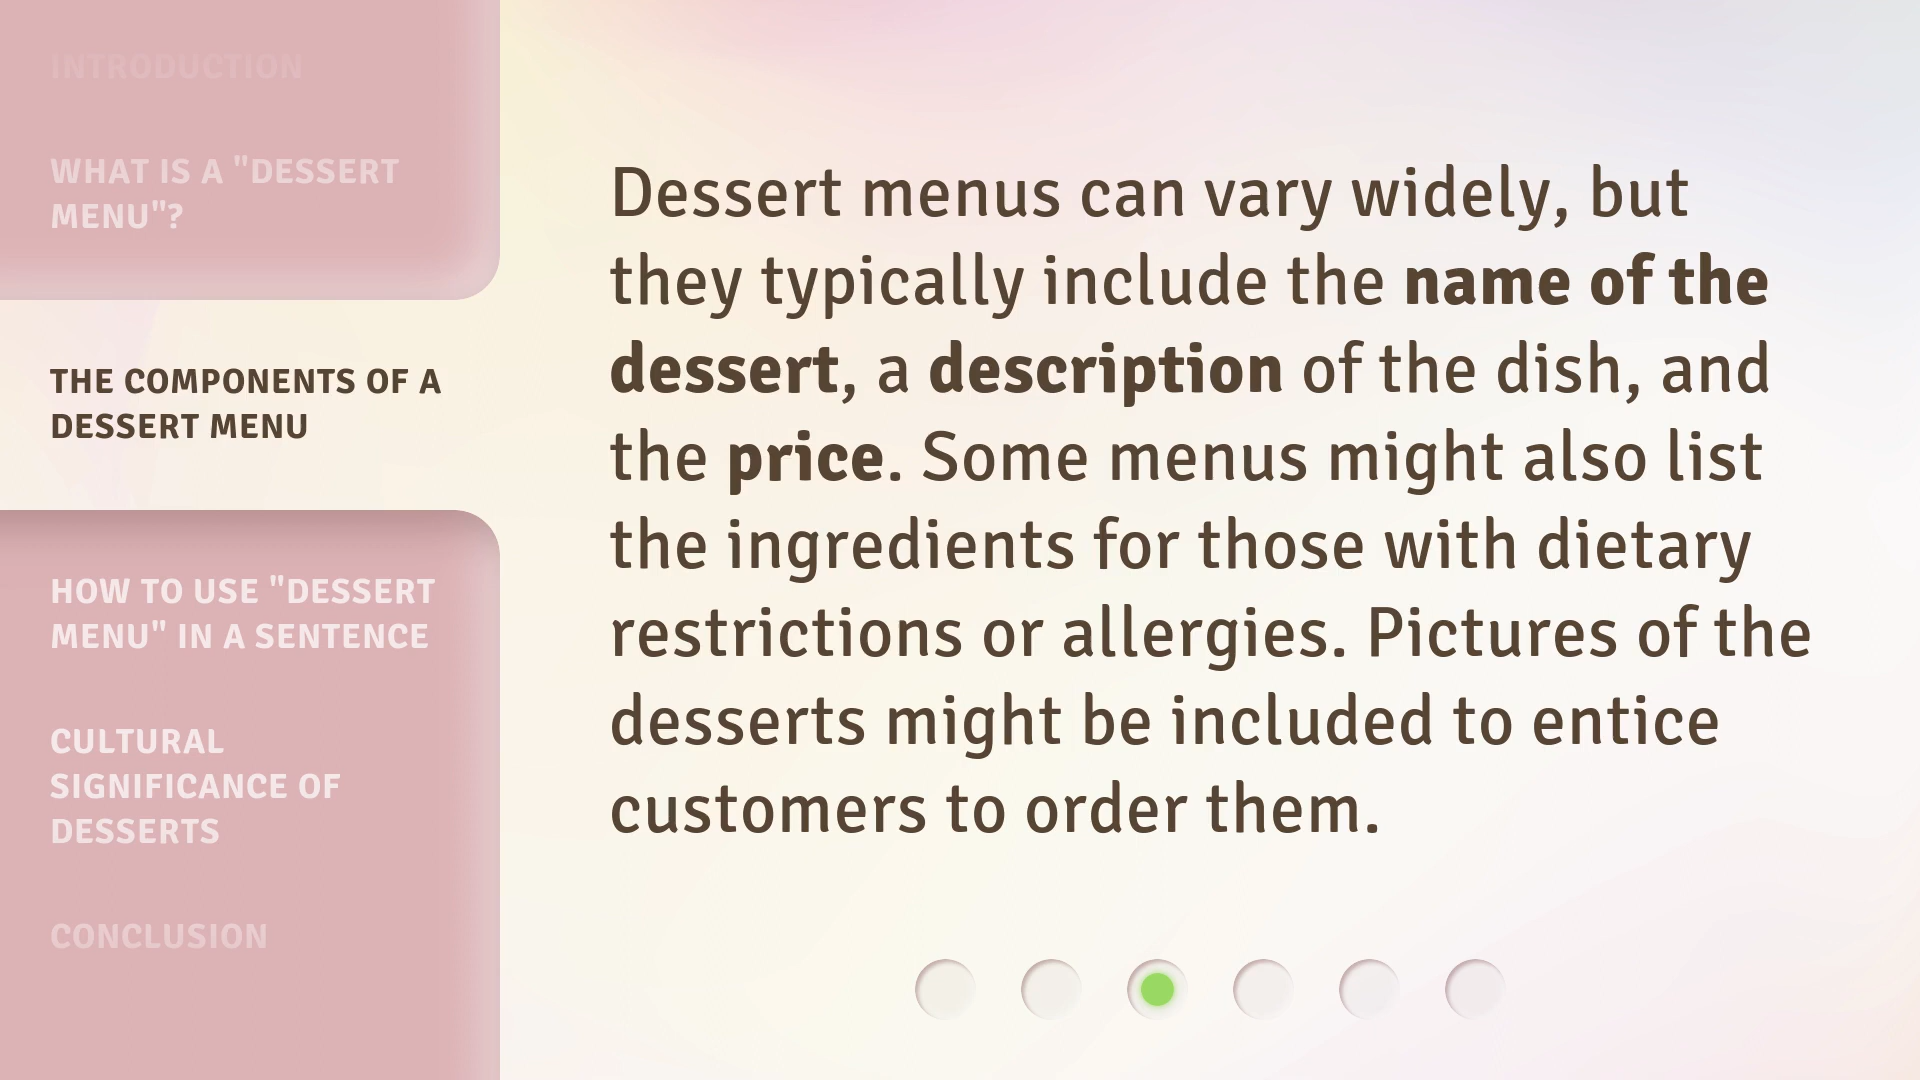 INTRODUCTION
WHAT IS A "DESSERT
MENU"?
THE COMPONENTS OF A
DESSERT MENU
HOW TO USE "DESSERT
MENU" IN A SENTENCE
CULTURAL
SIGNIFICANCE OF
DESSERTS
CONCLUSION
Dessert menus can vary widely, but
they typically include the name of the
dessert, a description of the dish, and
the price. Some menus might also list
the ingredients for those with dietary
restrictions or allergies. Pictures of the
desserts might be included to entice
customers to order them.